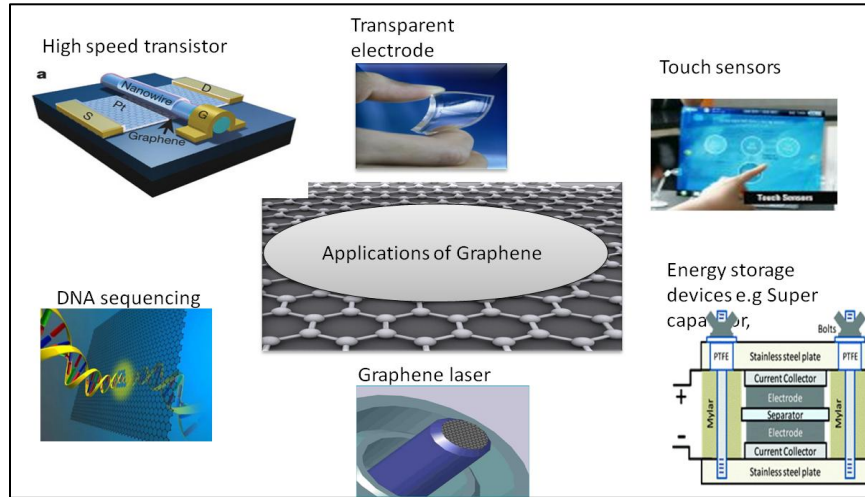 High speed transistor
a
D
Nanowire
Pt
S
G
Graphene
Transparent
electrode
Touch sensors
Touch Sensors
Applications of Graphene
DNA sequencing
Graphene laser
Energy storage
devices e.g Super
capacitor,
Bolts
PTFE
PTFE
Stainless steel plate
Current Collector
Electrode
Separator
Electrode
Current Collector
Stainless steel plate
Mylar
Mylar
+
-